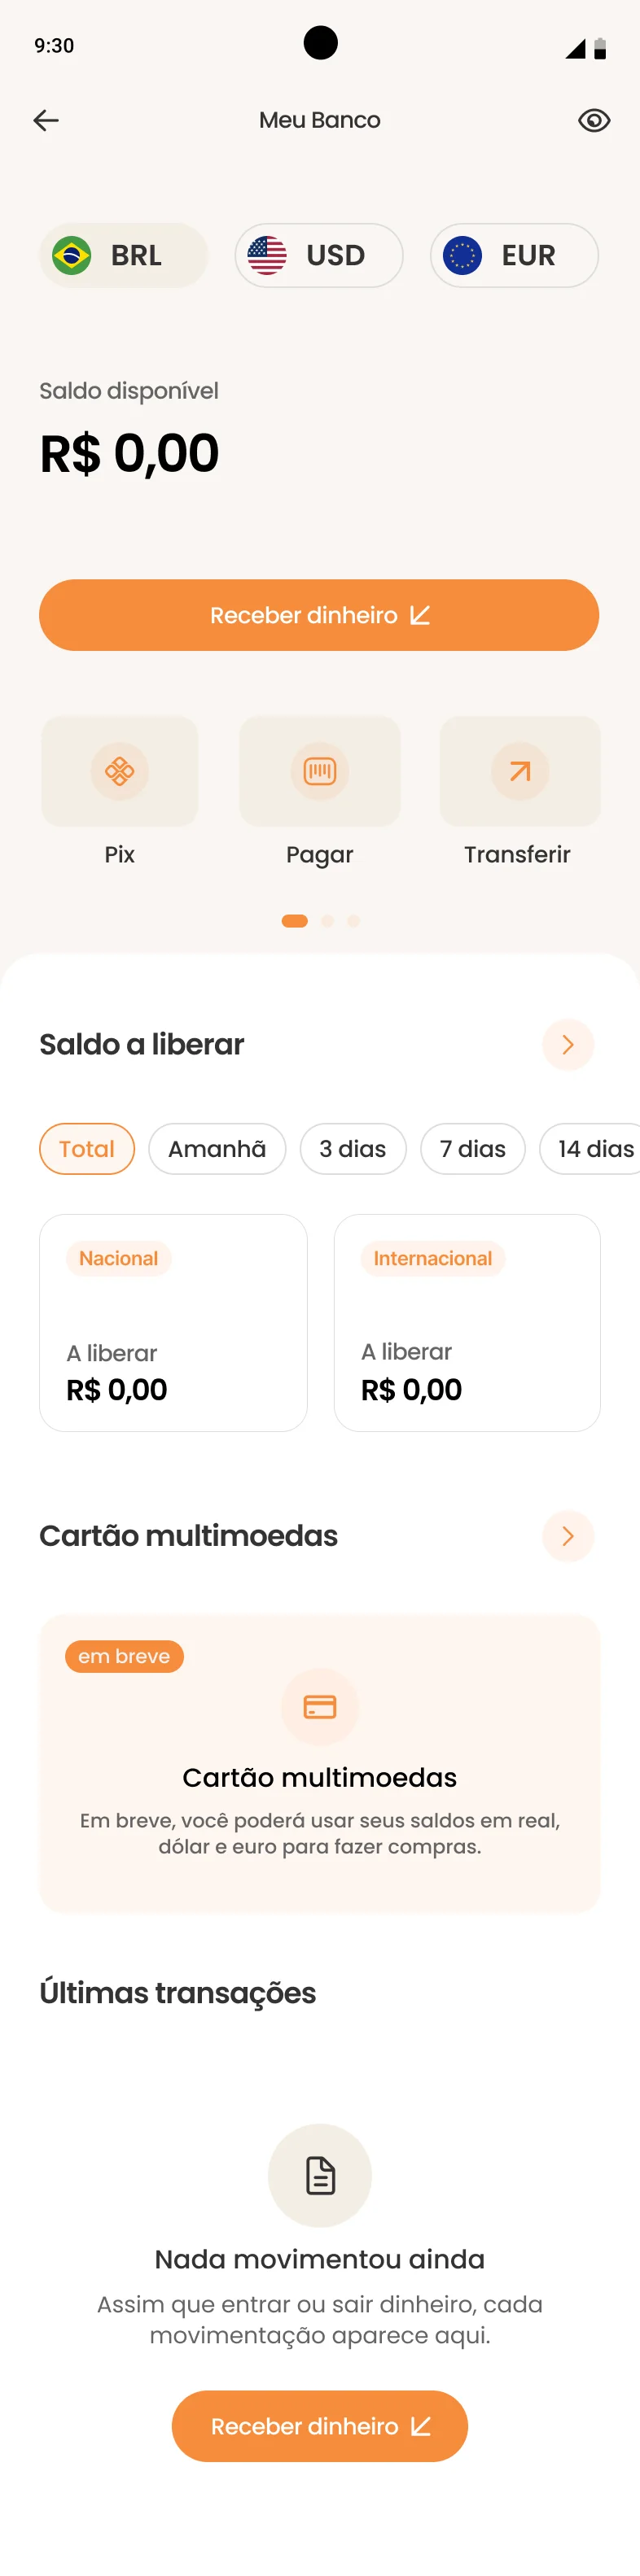 9:30
Meu Banco
BRL
USD
EUR
Saldo disponível
R$ 0,00
Receber dinheiro
Pix
Pagar
Transferir
Saldo a liberar
Total
Amanhã
3 dias
7 dias
14 dias
Nacional
Internacional
A liberar
A liberar
R$ 0,00
R$ 0,00
Cartão multimoedas
em breve
Cartão multimoedas
Em breve, você poderá usar seus saldos em real,
dólar e euro para fazer compras.
Últimas transações
Nada movimentou ainda
Assim que entrar ou sair dinheiro, cada
movimentação aparece aqui.
Receber dinheiro